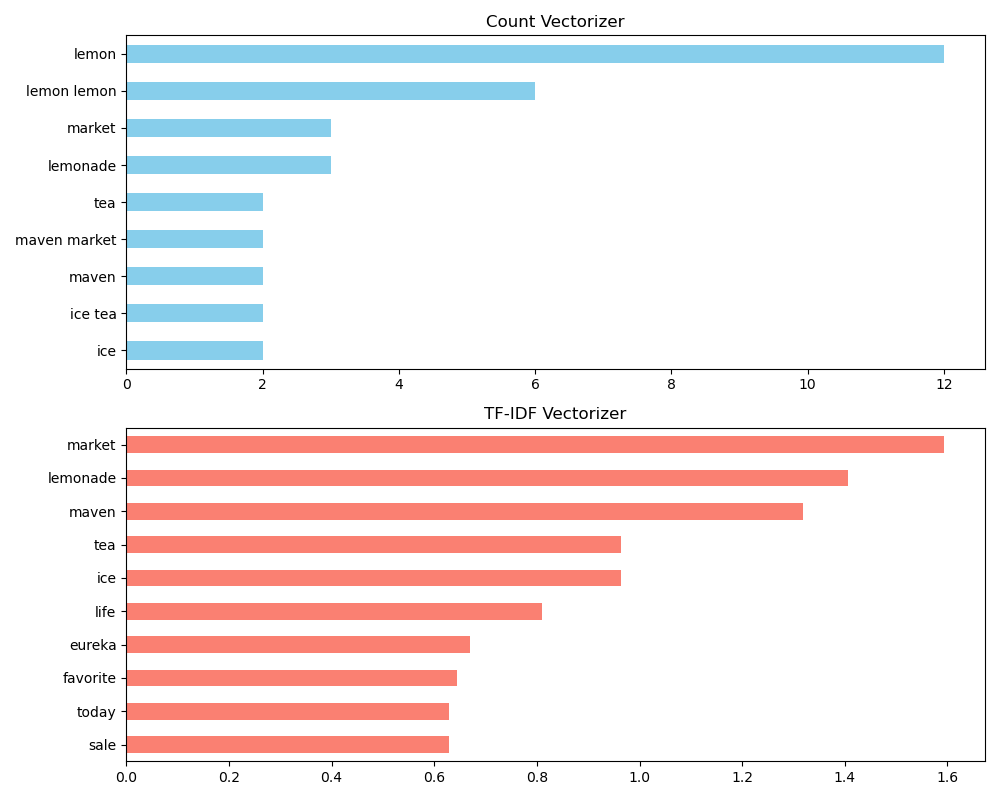 Count Vectorizer
lemon
lemon lemon
market
lemonade
tea
maven market
maven
ice tea
ice
0 2 4 6 8 10 12
TF-IDF Vectorizer
market
lemonade
maven
tea
ice
life
eureka
favorite
today
sale
0.0 0.2 0.4 0.6 0.8 1.0 1.2 1.4 1.6